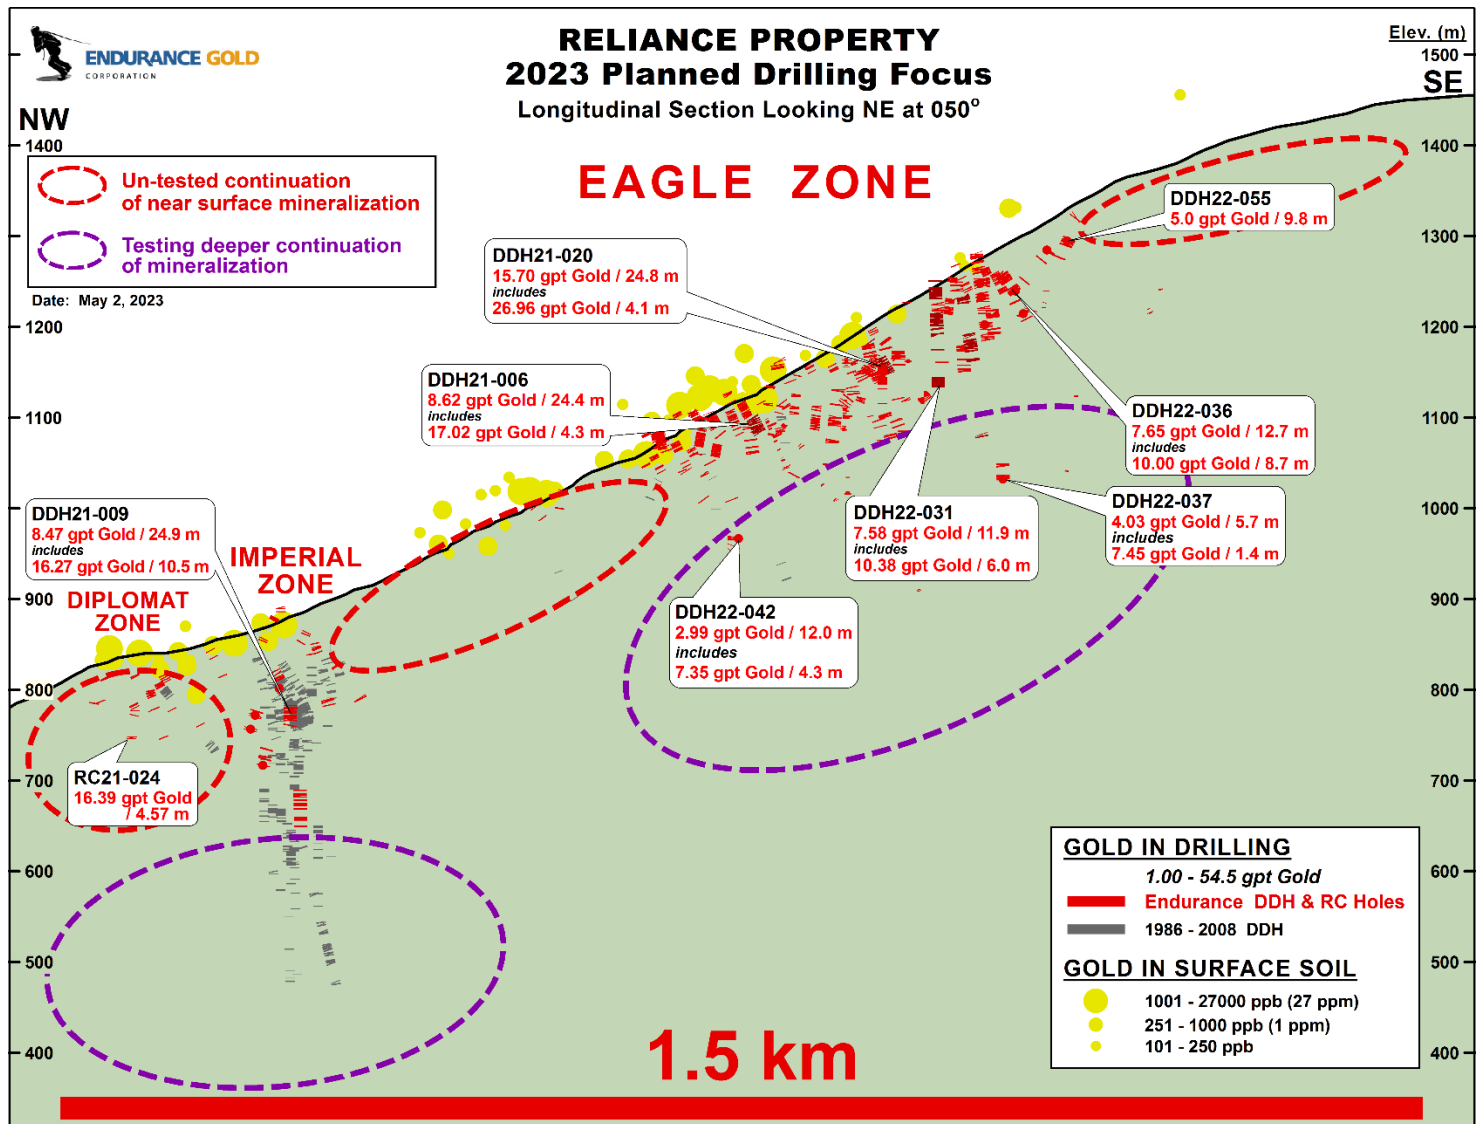 ENDURANCE GOLD
CORPORATION
RELIANCE PROPERTY
2023 Planned Drilling Focus
Longitudinal Section Looking NE at 050°
Elev. (m)
1500
SE
NW
1400
1400
Un-tested continuation
of near surface mineralization
Testing deeper continuation
of mineralization
Date: May 2, 2023
EAGLE ZONE
DDH22-055
5.0 gpt Gold / 9.8 m
1300
DDH21-020
15.70 gpt Gold / 24.8 m
includes
26.96 gpt Gold / 4.1 m
1200
1200
DDH21-006
8.62 gpt Gold / 24.4 m
includes
17.02 gpt Gold / 4.3 m
1100
1100
DDH22-036
7.65 gpt Gold / 12.7 m
includes
10.00 gpt Gold / 8.7 m
DDH22-037
4.03 gpt Gold / 5.7 m
includes
7.45 gpt Gold / 1.4 m
DDH22-031
7.58 gpt Gold / 11.9 m
includes
10.38 gpt Gold / 6.0 m
1000
1000
DDH21-009
8.47 gpt Gold / 24.9 m
includes
16.27 gpt Gold / 10.5 m
IMPERIAL
ZONE
DIPLOMAT
ZONE
900
900
DDH22-042
2.99 gpt Gold / 12.0 m
includes
7.35 gpt Gold / 4.3 m
800
800
700
700
RC21-024
16.39 gpt Gold
/ 4.57 m
600
600
500
500
400
400
GOLD IN DRILLING
1.00 - 54.5 gpt Gold
Endurance DDH & RC Holes
1986 - 2008 DDH
GOLD IN SURFACE SOIL
1001 - 27000 ppb (27 ppm)
251 - 1000 ppb (1 ppm)
101 - 250 ppb
1.5 km